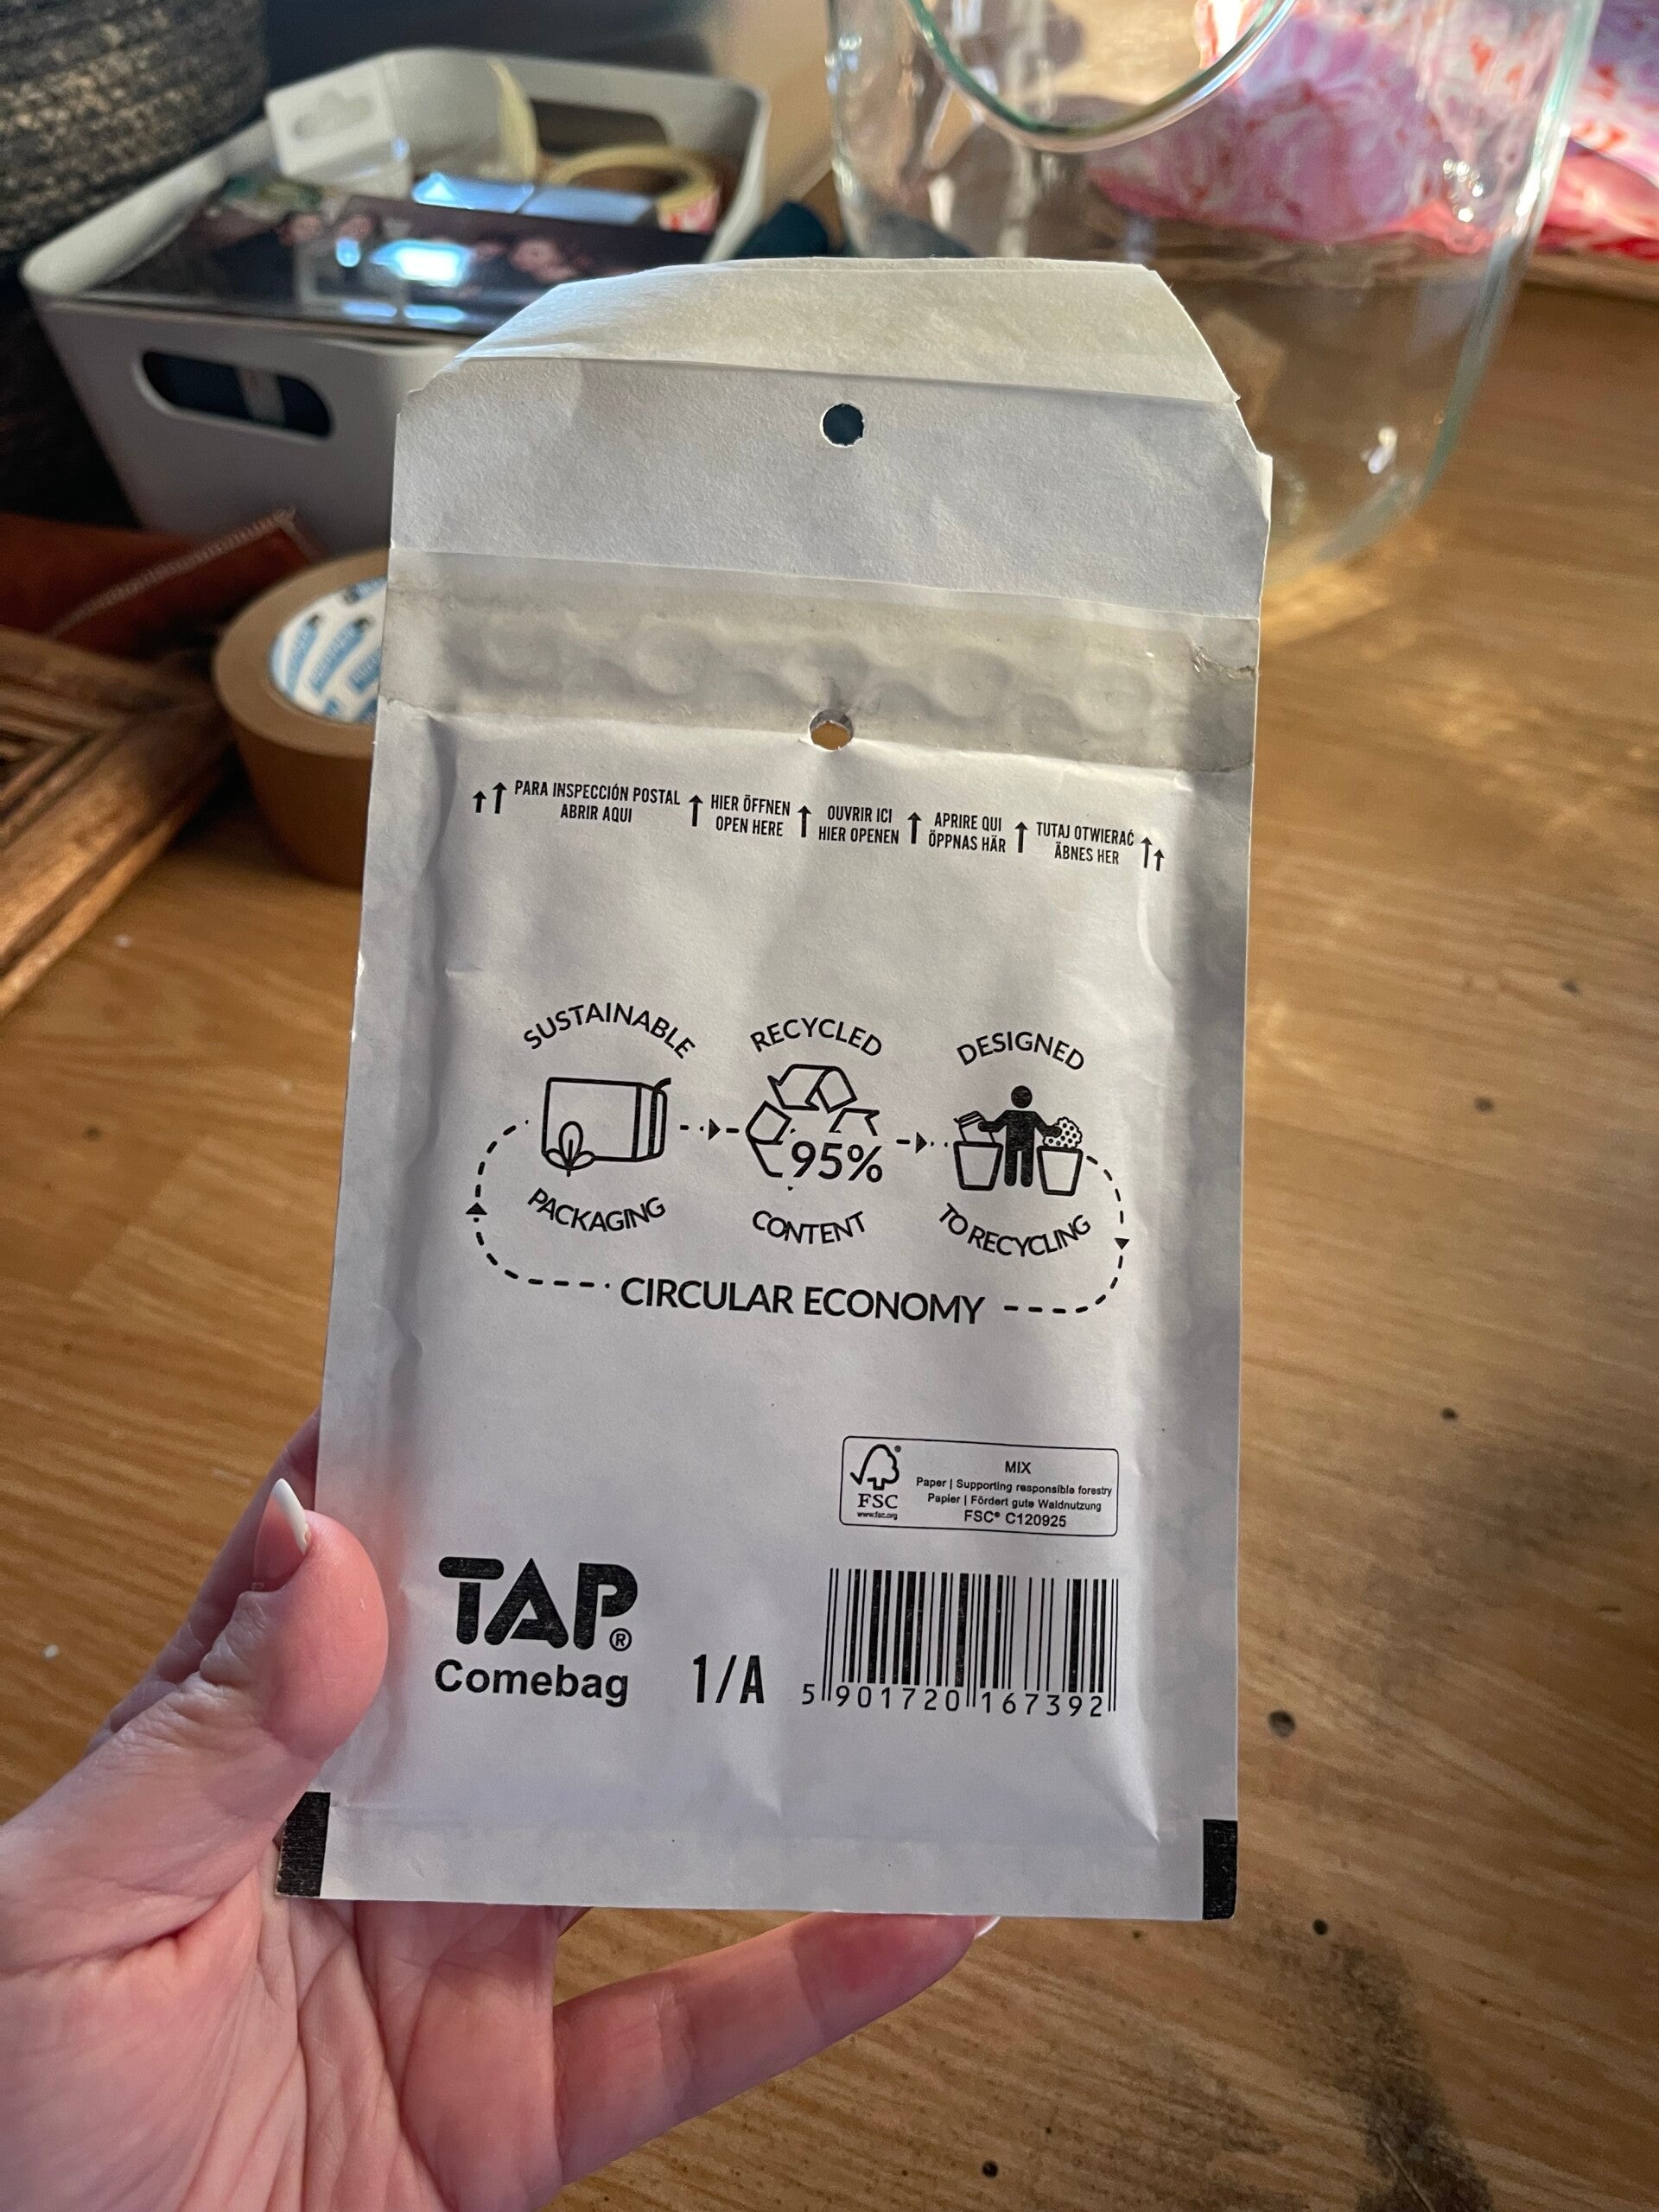 PARA INSPECCIÓN POSTAL
ABRIR AQUI
HIER ÖFFNEN
OPEN HERE
OUVRIR ICI
HIER OPENEN
APRIRE QUI
ÖPPNAS HÄR
TUTAJ OTWIERAĆ
ÄBNES HER
SUSTAINABLE
PACKAGING
RECYCLED
95%
CONTENT
DESIGNED
TO RECYCLING
CIRCULAR ECONOMY
FSC
www.fsc.org
MIX
Paper | Supporting responsible forestry
Papier | Fördert gute Waldnutzung
FSC® C120925
TAP®
Comebag
1/A
5 901720 167392